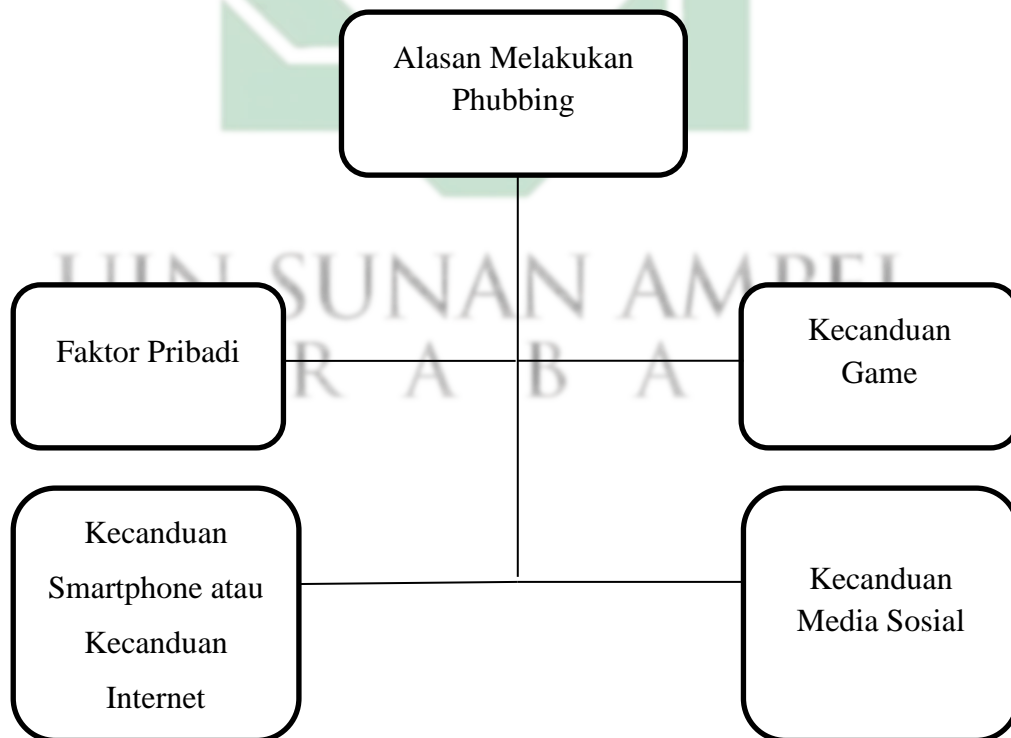 Alasan Melakukan
Phubbing
UIN SUNAN AMPEL
R A B A
Faktor Pribadi
Kecanduan
Game
Kecanduan
Smartphone atau
Kecanduan
Internet
Kecanduan
Media Sosial